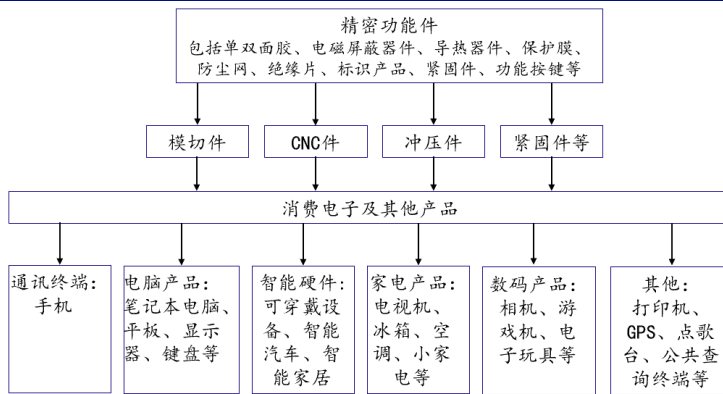 精密功能件
包括单双面胶、电磁屏蔽器件、导热器件、保护膜、
防尘网、绝缘片、标识产品、紧固件、功能按键等
模切件
CNC件
冲压件
紧固件等
消费电子及其他产品
通讯终端：
手机
电脑产品：
笔记本电脑、
平板、显示
器、键盘等
智能硬件：
可穿戴设
备、智能
汽车、智
能家居
家电产品：
电视机、
冰箱、空
调、小家
电等
数码产品：
相机、游
戏机、电
子玩具等
其他：
打印机、
GPS、点歌
台、公共查
询终端等